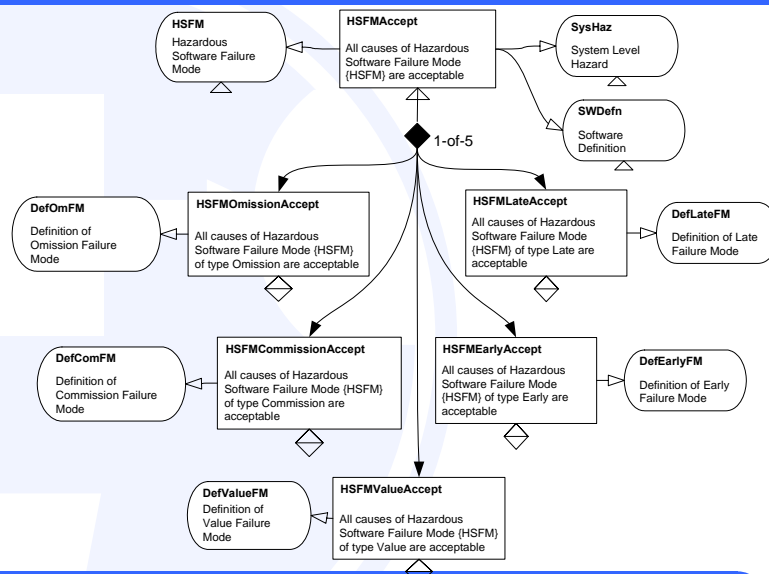 HSFM
Hazardous
Software Failure
Mode
HSFMAccept
All causes of Hazardous
Software Failure Mode
{HSFM} are acceptable
SysHaz
System Level
Hazard
SWDefn
Software
Definition
1-of-5
DefOmFM
Definition of
Omission Failure
Mode
HSFMOmissionAccept
All causes of Hazardous
Software Failure Mode {HSFM}
of type Omission are acceptable
HSFMLateAccept
All causes of Hazardous
Software Failure Mode
{HSFM} of type Late are
acceptable
DefLateFM
Definition of Late
Failure Mode
DefComFM
Definition of
Commission Failure
Mode
HSFMCommissionAccept
All causes of Hazardous
Software Failure Mode {HSFM}
of type Commission are
acceptable
HSFMEarlyAccept
All causes of Hazardous
Software Failure Mode
{HSFM} of type Early are
acceptable
DefEarlyFM
Definition of Early
Failure Mode
DefValueFM
Definition of
Value Failure
Mode
HSFMValueAccept
All causes of Hazardous
Software Failure Mode {HSFM}
of type Value are acceptable